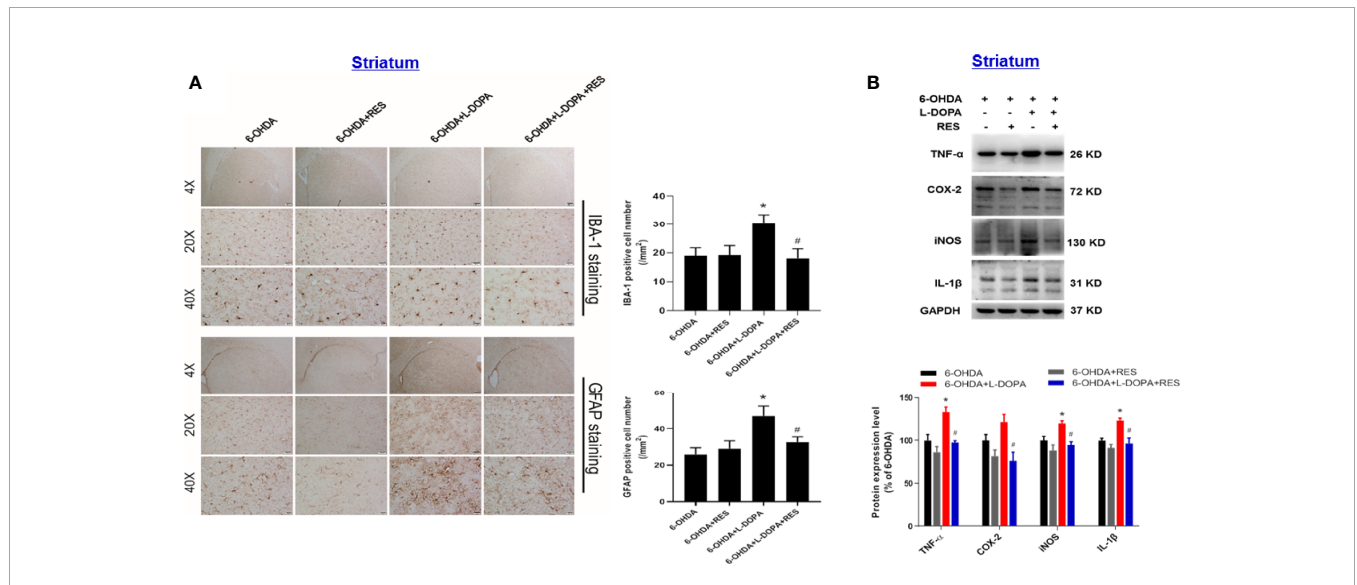 Striatum
A
6-OHDA
6-OHDA+RES
6-OHDA+L-DOPA
6-OHDA+L-DOPA+RES
4X
20X
40X
IBA-1 staining
4X
20X
40X
GFAP staining
IBA-1 positive cell number
(/mm²)
40
30
20
10
0
*
#
6-OHDA
6-OHDA+RES
6-OHDA+L-DOPA
6-OHDA+L-DOPA+RES
GFAP positive cell number
(/mm²)
60
40
20
0
*
#
6-OHDA
6-OHDA+RES
6-OHDA+L-DOPA
6-OHDA+L-DOPA+RES
Striatum
B
6-OHDA + + + +
L-DOPA - - + +
RES - + - +
TNF-α 26 KD
COX-2 72 KD
iNOS 130 KD
IL-1β 31 KD
GAPDH 37 KD
6-OHDA 6-OHDA+RES
6-OHDA+L-DOPA 6-OHDA+L-DOPA+RES
Protein expression level
(% of 6-OHDA)
150
100
50
0
* # # * # * #
TNF-α
COX-2
iNOS
IL-1β